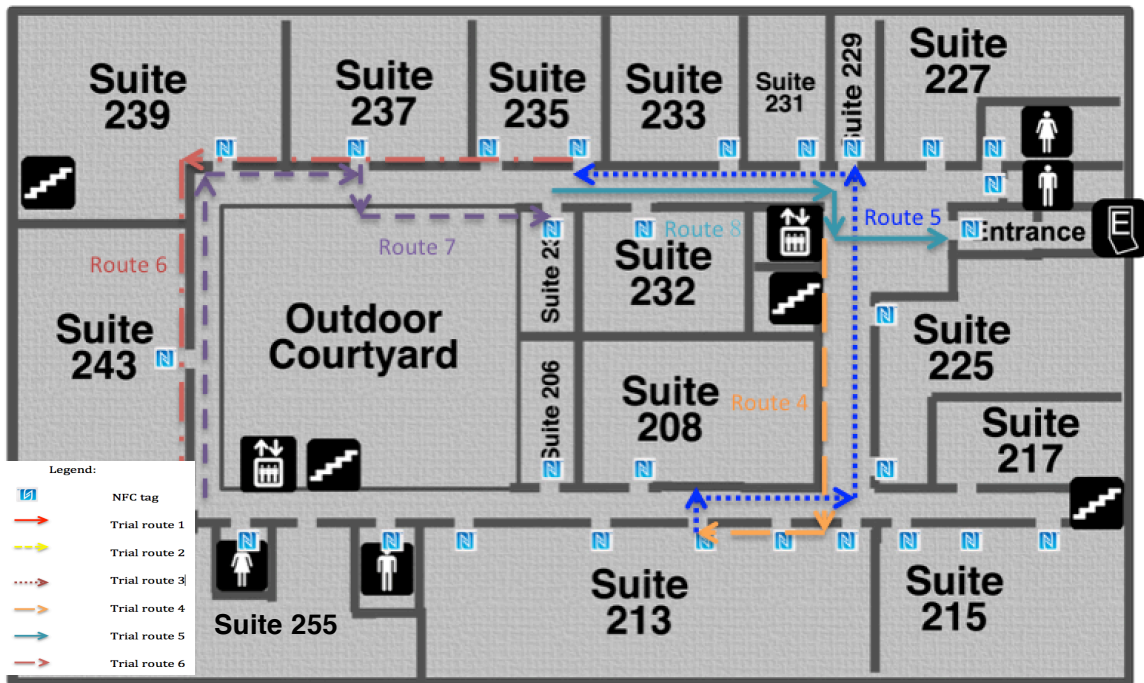 Suite
239
Suite
237
Suite
235
Suite
233
Suite
231
Suite 229
Suite
227
Route 5
Entrance
E
Route 6
Route 7
Route 8
Suite 23
Suite
232
Outdoor
Courtyard
Suite
243
Suite
225
Suite 206
Suite
208
Route 4
Suite
217
Legend:
NFC tag
Trial route 1
Trial route 2
Trial route 3
Trial route 4
Trial route 5
Trial route 6
Suite 255
Suite
213
Suite
215